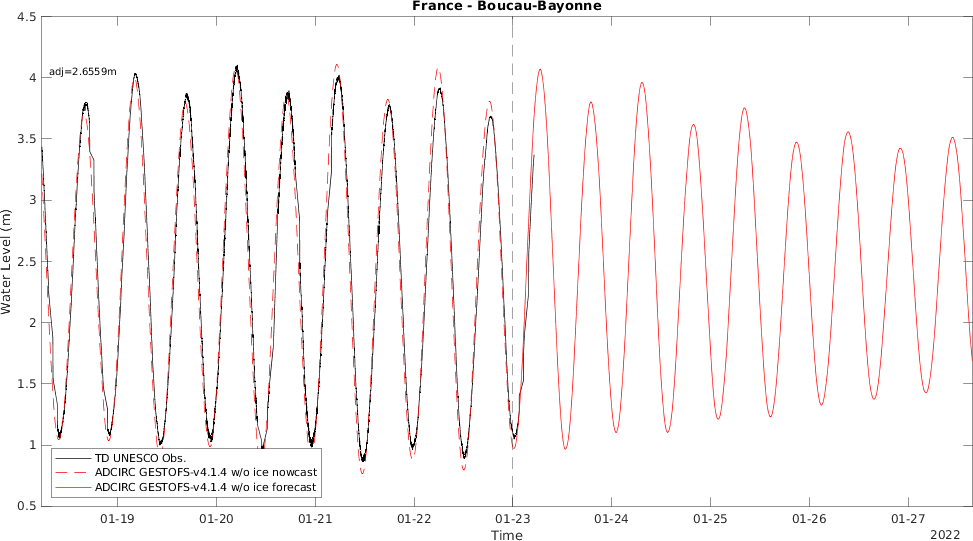 France - Boucau-Bayonne
4.5
4
3.5
3
2.5
2
1.5
1
0.5
Water Level (m)
adj=2.6559m
TD UNESCO Obs.
ADCIRC GESTOFS-v4.1.4 w/o ice nowcast
ADCIRC GESTOFS-v4.1.4 w/o ice forecast
01-19 01-20 01-21 01-22 01-23 01-24 01-25 01-26 01-27
Time
2022